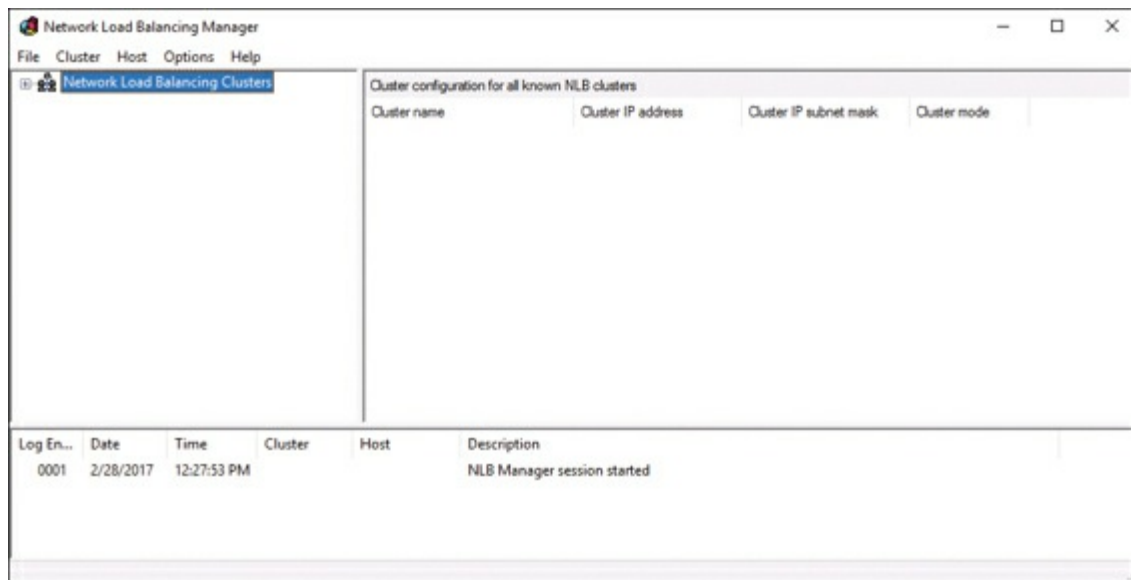 Network Load Balancing Manager
File Cluster Host Options Help
Network Load Balancing Clusters
Cluster configuration for all known NLB clusters
Cluster name Cluster IP address Cluster IP subnet mask Cluster mode
Log En... Date Time Cluster Host Description
0001 2/28/2017 12:27:53 PM NLB Manager session started